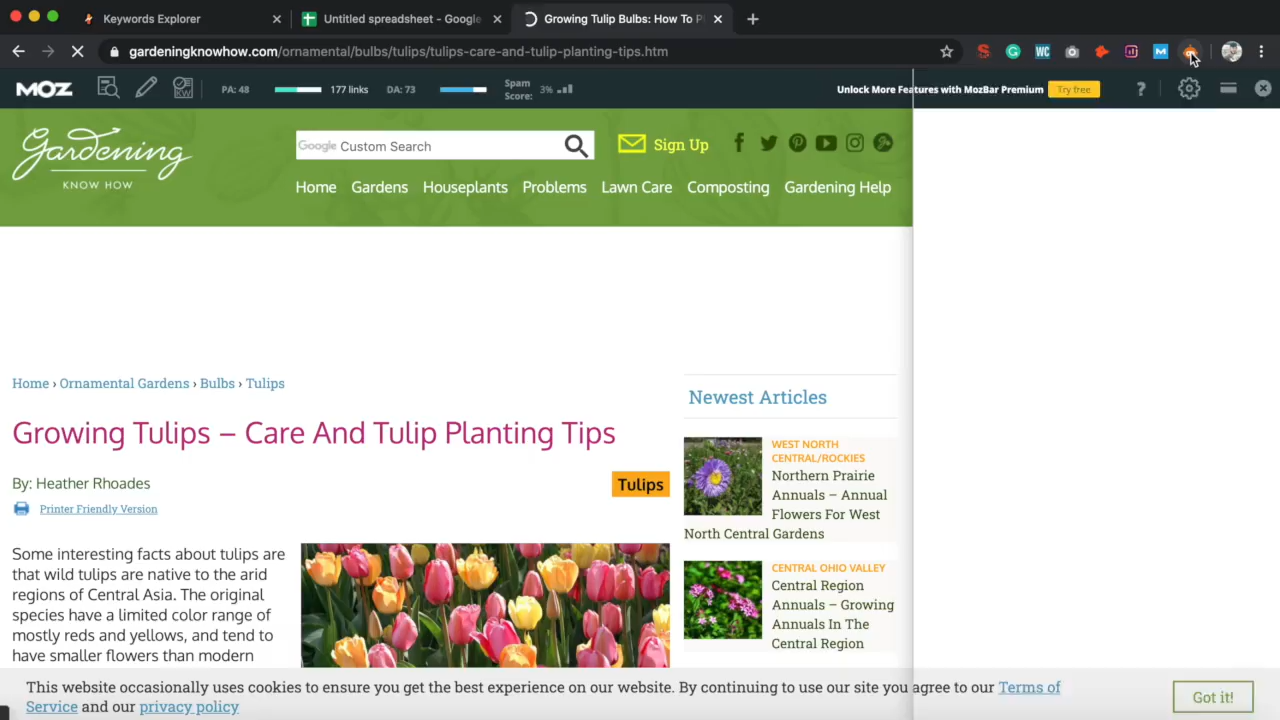 Keywords Explorer
Untitled spreadsheet - Google
Growing Tulip Bulbs: How To Pl
gardeningknowhow.com/ornamental/bulbs/tulips/tulips-care-and-tulip-planting-tips.htm
WC
MOZ
PA: 48
177 links
DA: 73
Spam Score:
3%
Unlock More Features with MozBar Premium
Try free
?
Gardening
KNOW HOW
Google Custom Search
Sign Up
Home Gardens Houseplants Problems Lawn Care Composting Gardening Help
Home › Ornamental Gardens › Bulbs › Tulips
Newest Articles
Growing Tulips – Care And Tulip Planting Tips
By: Heather Rhoades
Tulips
Printer Friendly Version
WEST NORTH
CENTRAL/ROCKIES
Northern Prairie
Annuals – Annual
Flowers For West
North Central Gardens
Some interesting facts about tulips are
that wild tulips are native to the arid
regions of Central Asia. The original
species have a limited color range of
mostly reds and yellows, and tend to
have smaller flowers than modern
CENTRAL OHIO VALLEY
Central Region
Annuals – Growing
Annuals In The
Central Region
This website occasionally uses cookies to ensure you get the best experience on our website. By continuing to use our site you agree to our Terms of
Service and our privacy policy
Got it!